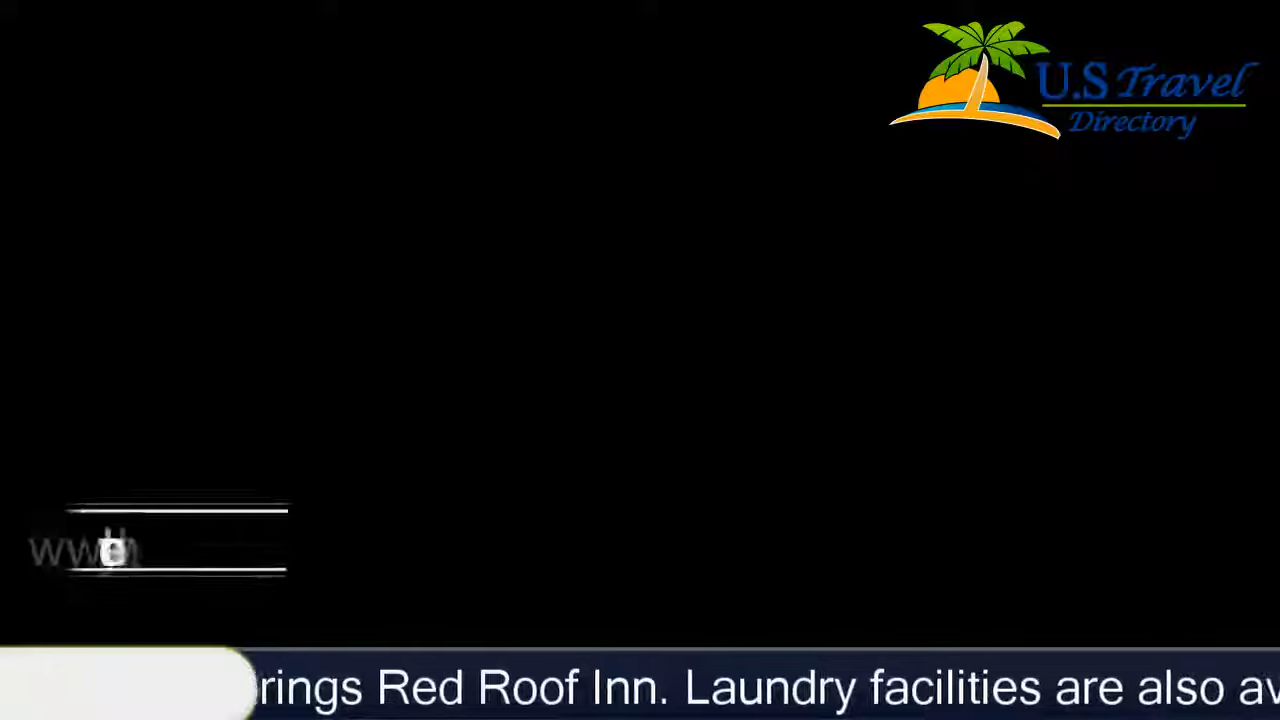 U.S Travel
Directory
rings Red Roof Inn. Laundry facilities are also av